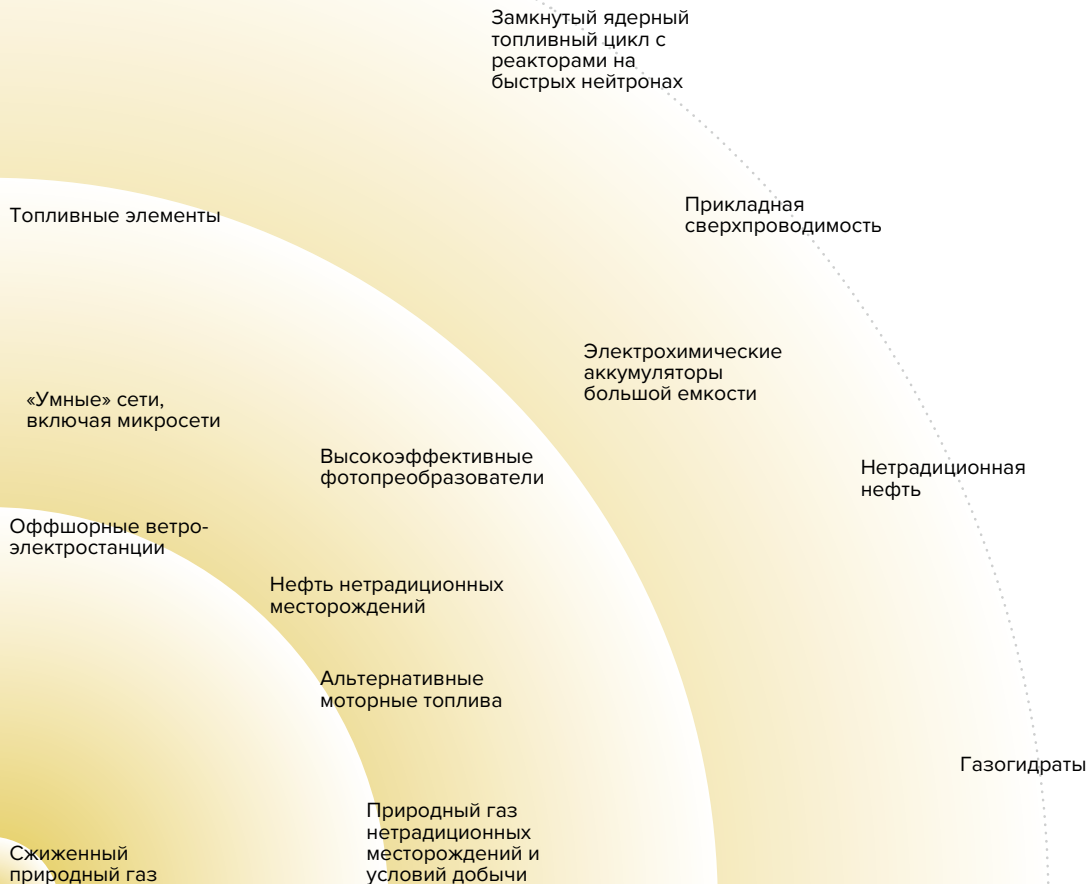 Замкнутый ядерный
топливный цикл с
реакторами на
быстрых нейтронах
Прикладная
сверхпроводимость
Топливные элементы
Электрохимические
аккумуляторы
большой емкости
«Умные» сети,
включая микросети
Высокоэффективные
фотопреобразователи
Нетрадиционная
нефть
Оффшорные ветро-
электростанции
Нефть нетрадиционных
месторождений
Альтернативные
моторные топлива
Газогидраты
Природный газ
нетрадиционных
месторождений и
условий добычи
Сжиженный
природный газ